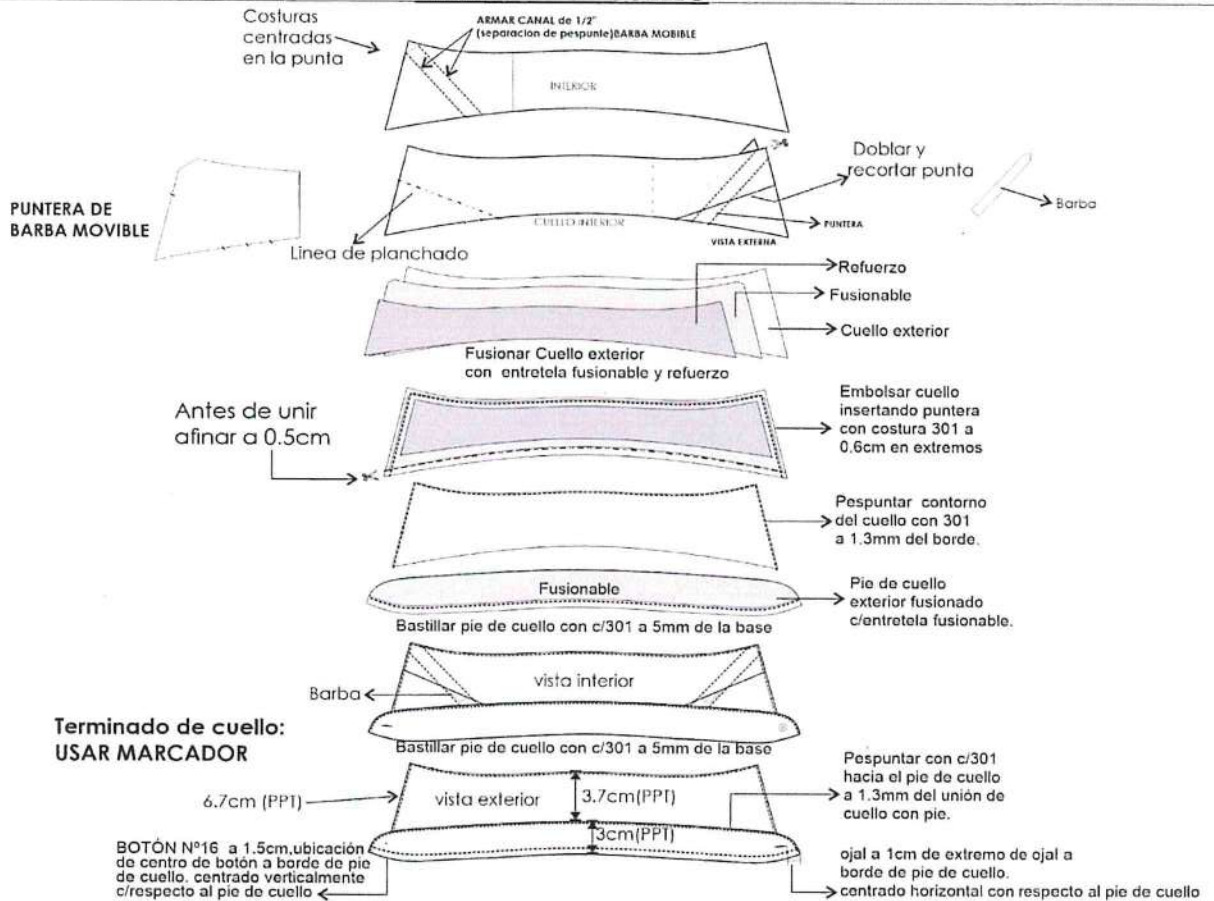 Costuras
centradas
en la punta
ARMAR CANAL de 1/2"
(separacion de pespunte)BARBA MOBIBLE
INTERIOR
Doblar y
recortar punta
PUNTERA DE
BARBA MOVIBLE
Barba
CUELLO INTERIOR
PUNTERA
VISTA EXTERNA
Linea de planchado
Refuerzo
Fusionable
Cuello exterior
Fusionar Cuello exterior
con entretela fusionable y refuerzo
Antes de unir
afinar a 0.5cm
Embolsar cuello
insertando puntera
con costura 301 a
0.6cm en extremos
Pespuntar contorno
del cuello con 301
a 1.3mm del borde.
Fusionable
Pie de cuello
exterior fusionado
c/entretela fusionable.
Bastillar pie de cuello con c/301 a 5mm de la base
vista interior
Barba
Terminado de cuello:
USAR MARCADOR
Bastillar pie de cuello con c/301 a 5mm de la base
Pespuntar con c/301
hacia el pie de cuello
a 1.3mm del unión de
cuello con pie.
6.7cm (PPT)
vista exterior
3.7cm(PPT)
3cm(PPT)
BOTÓN Nº16 a 1.5cm,ubicación
de centro de botón a borde de pie
de cuello. centrado verticalmente
c/respecto al pie de cuello
ojal a 1cm de extremo de ojal a
borde de pie de cuello.
centrado horizontal con respecto al pie de cuello